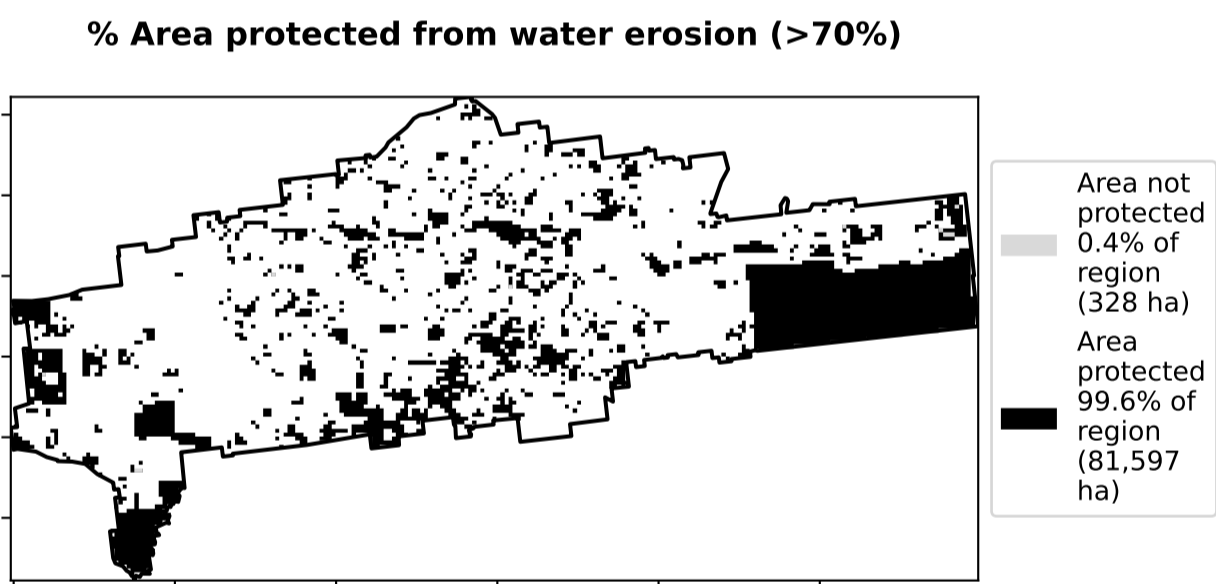 % Area protected from water erosion (>70%)
Area not
protected
0.4% of
region
(328 ha)
Area
protected
99.6% of
region
(81,597
ha)